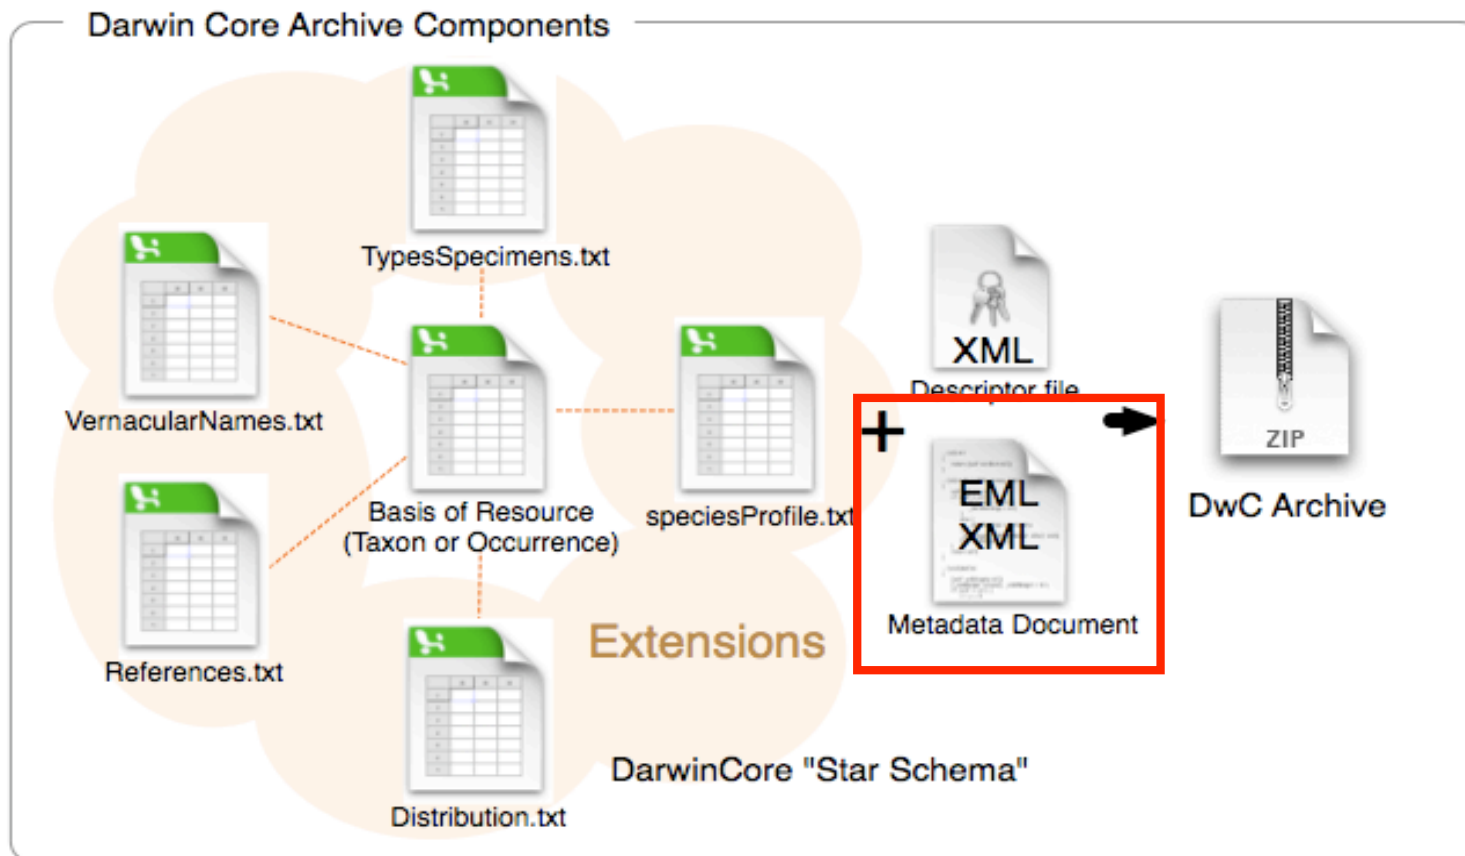 Darwin Core Archive Components
TypesSpecimens.txt
VernacularNames.txt
Basis of Resource
(Taxon or Occurrence)
speciesProfile.txt
References.txt
Distribution.txt
Extensions
DarwinCore "Star Schema"
XML
Descriptor file
+
EML
XML
Metadata Document
ZIP
DwC Archive